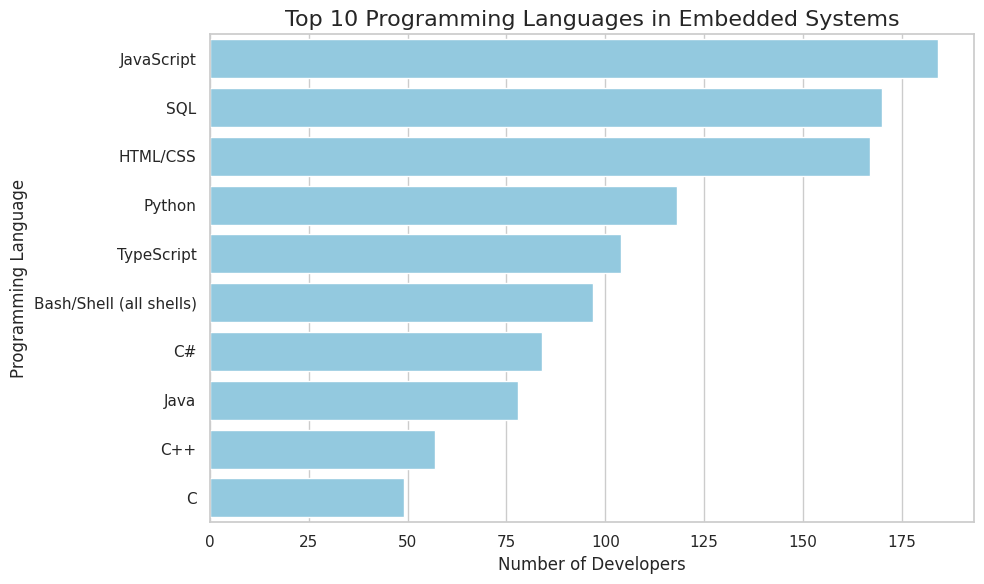 Top 10 Programming Languages in Embedded Systems
Programming Language
JavaScript
SQL
HTML/CSS
Python
TypeScript
Bash/Shell (all shells)
C#
Java
C++
C
0 25 50 75 100 125 150 175
Number of Developers